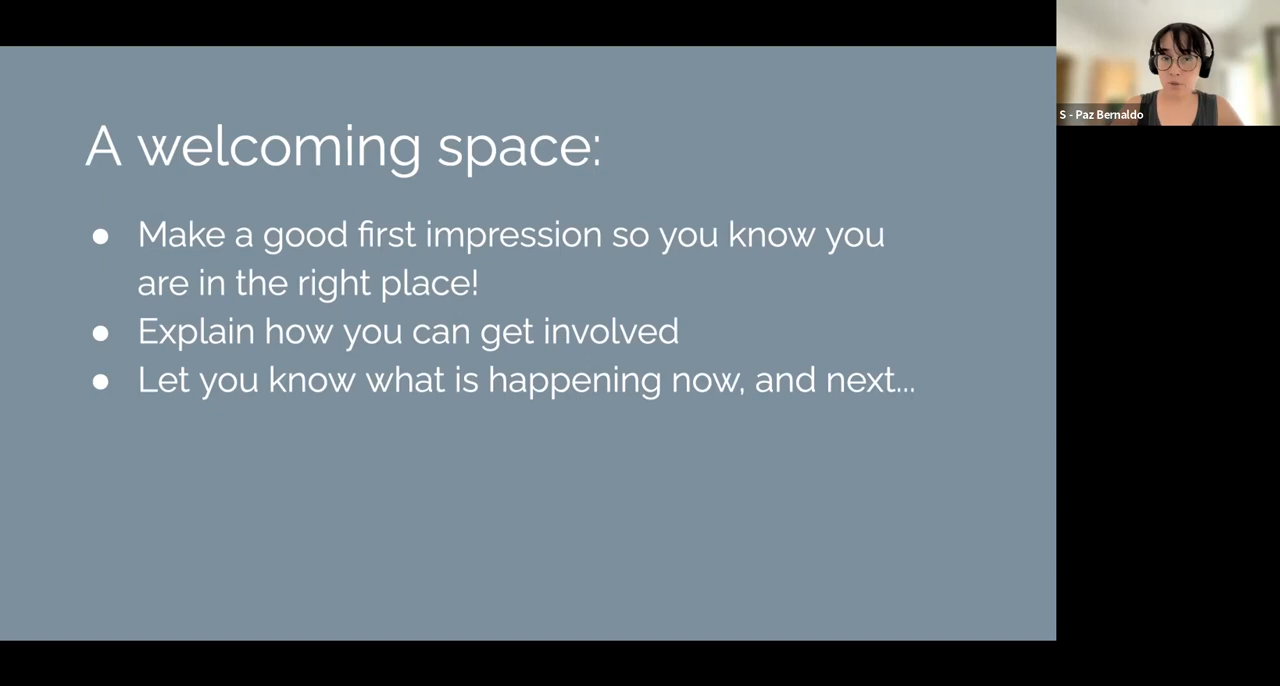 A welcoming space:
● Make a good first impression so you know you
are in the right place!
● Explain how you can get involved
● Let you know what is happening now, and next...
S - Paz Bernaldo